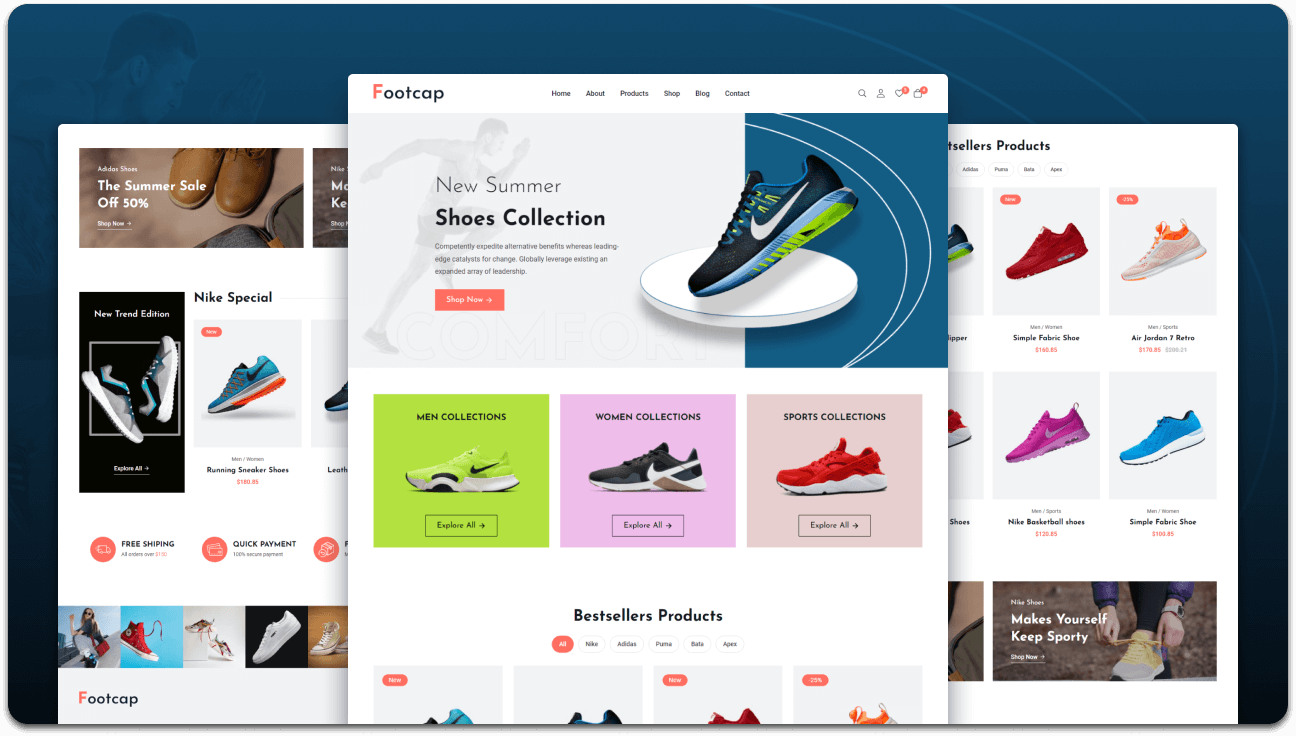 Footcap
Home
About
Products
Shop
Blog
Contact
0
0
New Summer
Shoes Collection
Competently expedite alternative benefits whereas leading-
edge catalysts for change. Globally leverage existing an
expanded array of leadership.
Shop Now →
COMFORT
MEN COLLECTIONS
Explore All →
WOMEN COLLECTIONS
Explore All →
SPORTS COLLECTIONS
Explore All →
Bestsellers Products
All
Nike
Adidas
Puma
Bata
Apex
New
New
-25%
Adidas Shoes
The Summer Sale
Off 50%
Shop Now →
Nike
Ma
Ke
Shop
New Trend Edition
Explore All →
Nike Special
New
Men / Women
Running Sneaker Shoes
$180.85
Leath
FREE SHIPING
All orders over $100
QUICK PAYMENT
100% secure payment
Footcap
tsellers Products
Adidas
Puma
Bata
Apex
lipper
New
Men / Women
Simple Fabric Shoe
$160.85
-25%
Men / Sports
Air Jordan 7 Retro
$170.85 $200.21
Shoes
Men / Sports
Nike Basketball shoes
$120.85
Men / Women
Simple Fabric Shoe
$100.85
Nike Shoes
Makes Yourself
Keep Sporty
Shop Now →